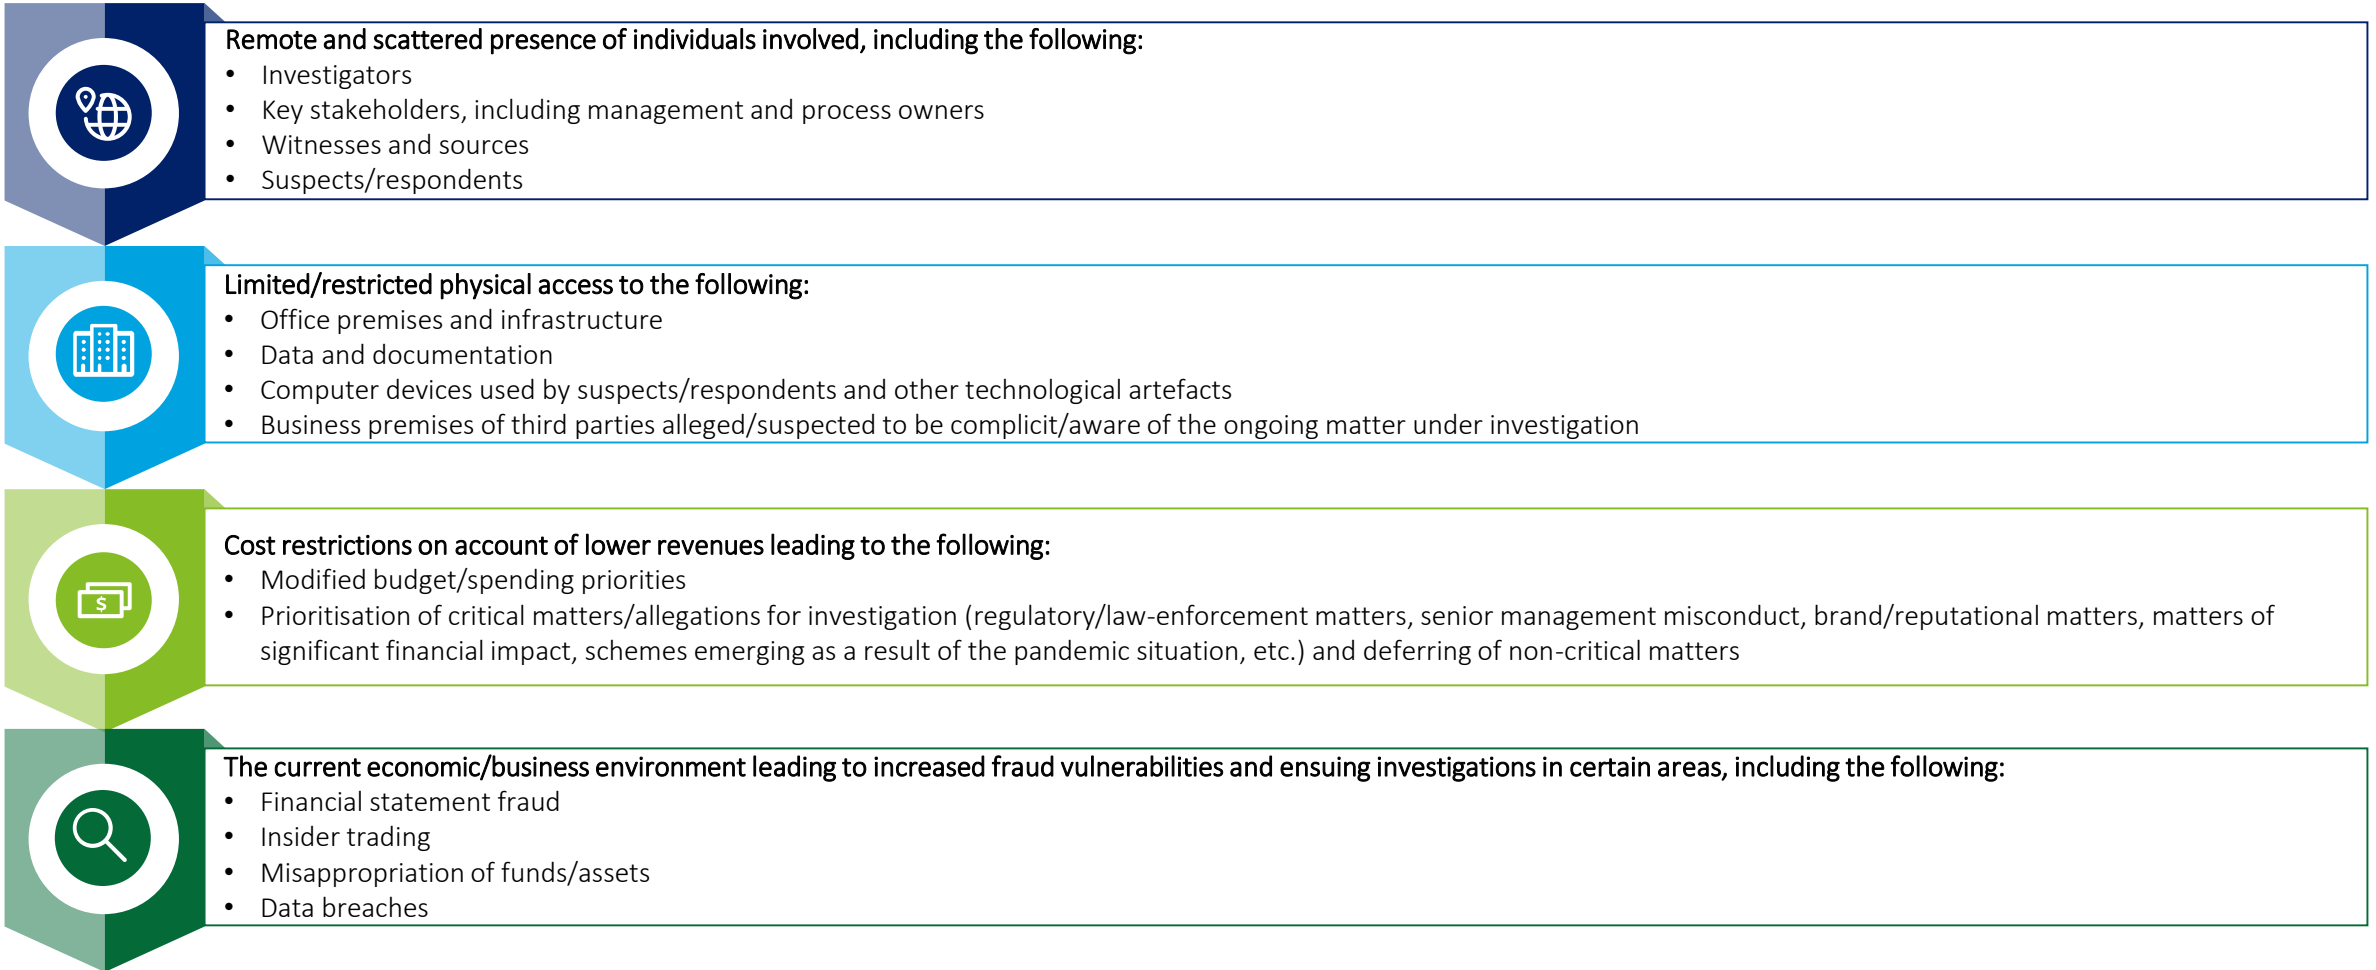 Remote and scattered presence of individuals involved, including the following:
• Investigators
• Key stakeholders, including management and process owners
• Witnesses and sources
• Suspects/respondents
Limited/restricted physical access to the following:
• Office premises and infrastructure
• Data and documentation
• Computer devices used by suspects/respondents and other technological artefacts
• Business premises of third parties alleged/suspected to be complicit/aware of the ongoing matter under investigation
Cost restrictions on account of lower revenues leading to the following:
• Modified budget/spending priorities
• Prioritisation of critical matters/allegations for investigation (regulatory/law-enforcement matters, senior management misconduct, brand/reputational matters, matters of
significant financial impact, schemes emerging as a result of the pandemic situation, etc.) and deferring of non-critical matters
$
The current economic/business environment leading to increased fraud vulnerabilities and ensuing investigations in certain areas, including the following:
• Financial statement fraud
• Insider trading
• Misappropriation of funds/assets
• Data breaches